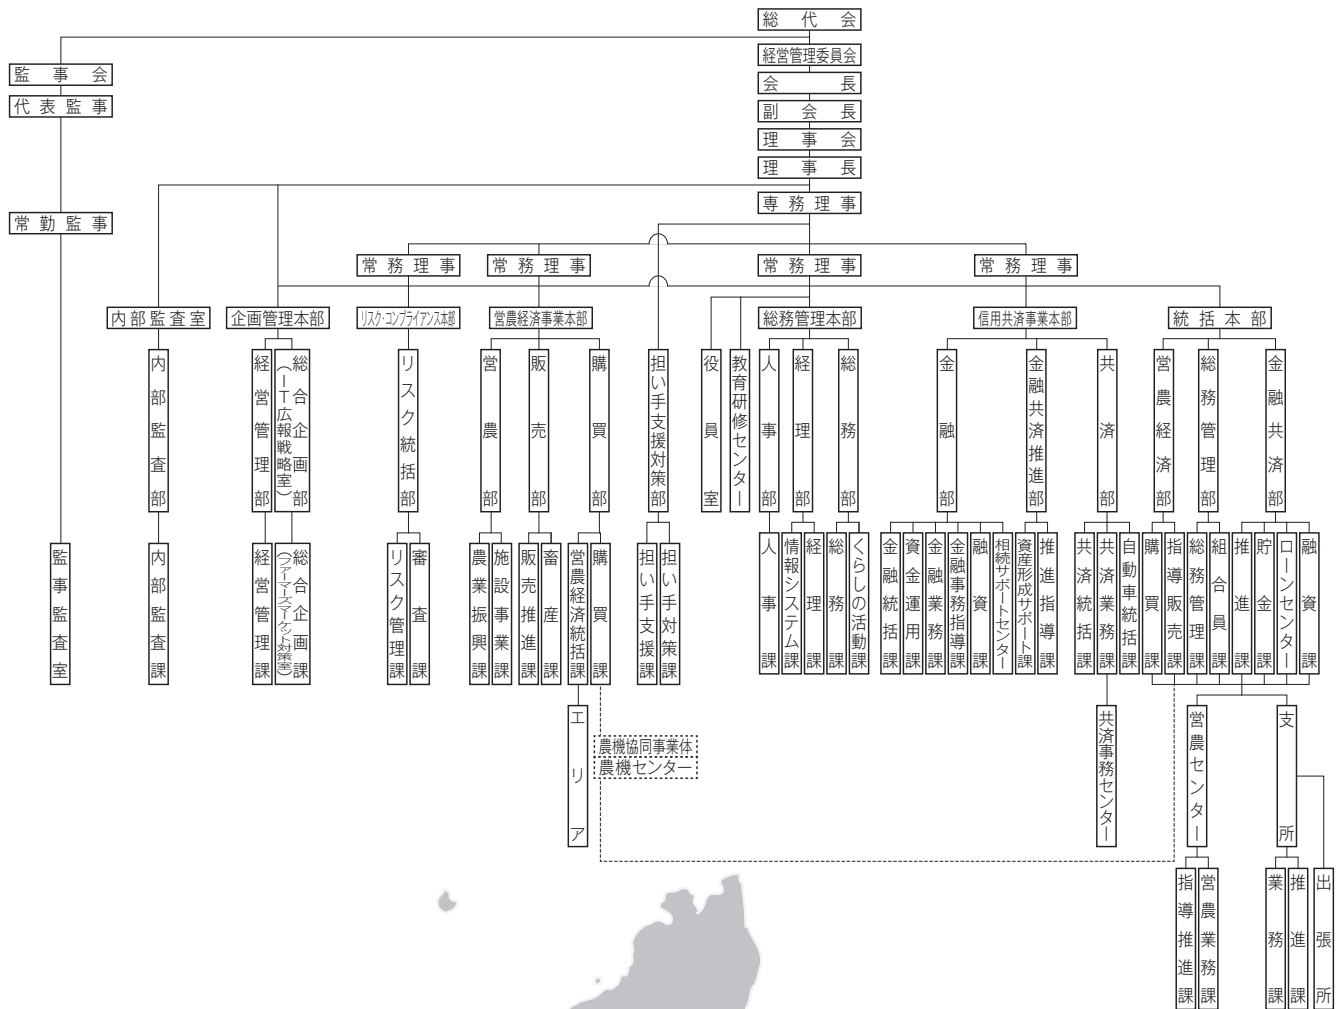 総代会
経営管理委員会
監事会
会長
代表監事
副会長
理事会
理事長
専務理事
常勤監事
常務理事
常務理事
常務理事
常務理事
内部監査室
企画管理本部
リスク・コンプライアンス本部
営農経済事業本部
総務管理本部
信用共済事業本部
統括本部
内部監査部
経営管理部
総合企画部
(IT広報戦略室)
リスク統括部
営農部
販売部
購買部
担い手支援対策部
役員室
教育研修センター
人事部
経理部
総務部
金融部
金融共済推進部
共済部
営農経済部
総務管理部
金融共済部
監事監査室
内部監査課
経営管理課
総合企画課
(ファーマーズマーケット対策室)
リスク管理課
審査課
農業振興課
施設事業課
販売推進課
畜産課
営農経済統括課
購買課
担い手支援課
担い手対策課
人事課
情報システム課
経理課
総務課
くらしの活動課
金融統括課
資金運用課
金融業務課
金融事務指導課
融資課
相続サポートセンター
資産形成サポート課
推進指導課
共済統括課
共済業務課
自動車統括課
購買課
指導販売課
総務管理課
組合員課
推進課
貯金課
ローンセンター
融資課
エリア
農機協同事業体
農機センター
共済事務センター
営農センター
支所
指導推進課
営農業務課
業務課
推進課
出張所